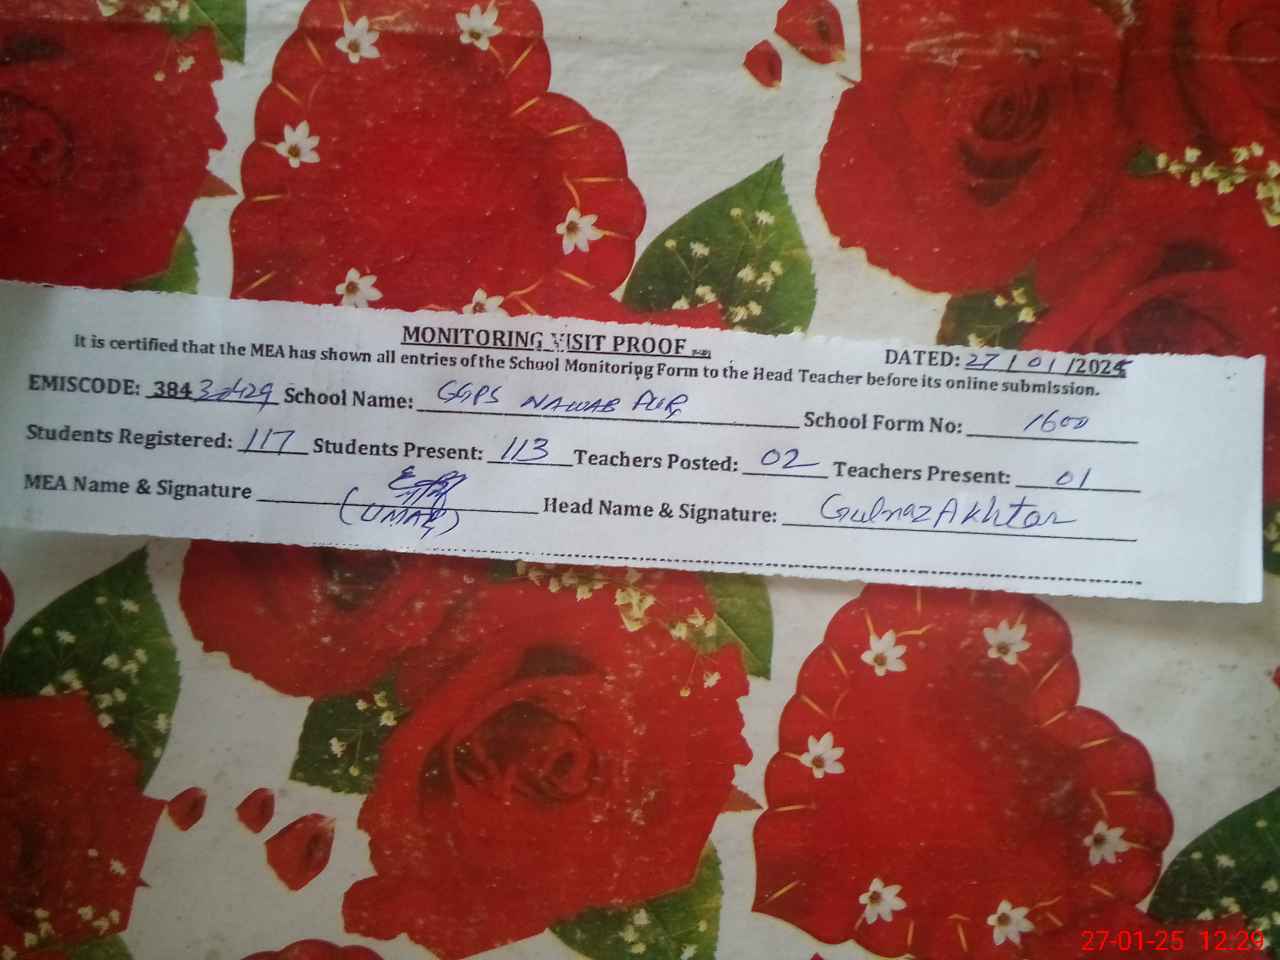 MONITORING VISIT PROOF
DATED: 27/01/2025
It is certified that the MEA has shown all entries of the School Monitoring Form to the Head Teacher before its online submission.
EMISCODE: 384 School Name: GGPS NAWAB PUR School Form No: 1600
Students Registered: 117 Students Present: 113 Teachers Posted: 02 Teachers Present: 01
MEA Name & Signature (UMAR) Head Name & Signature: Gulnaz Akhtar
27-01-25 12:29